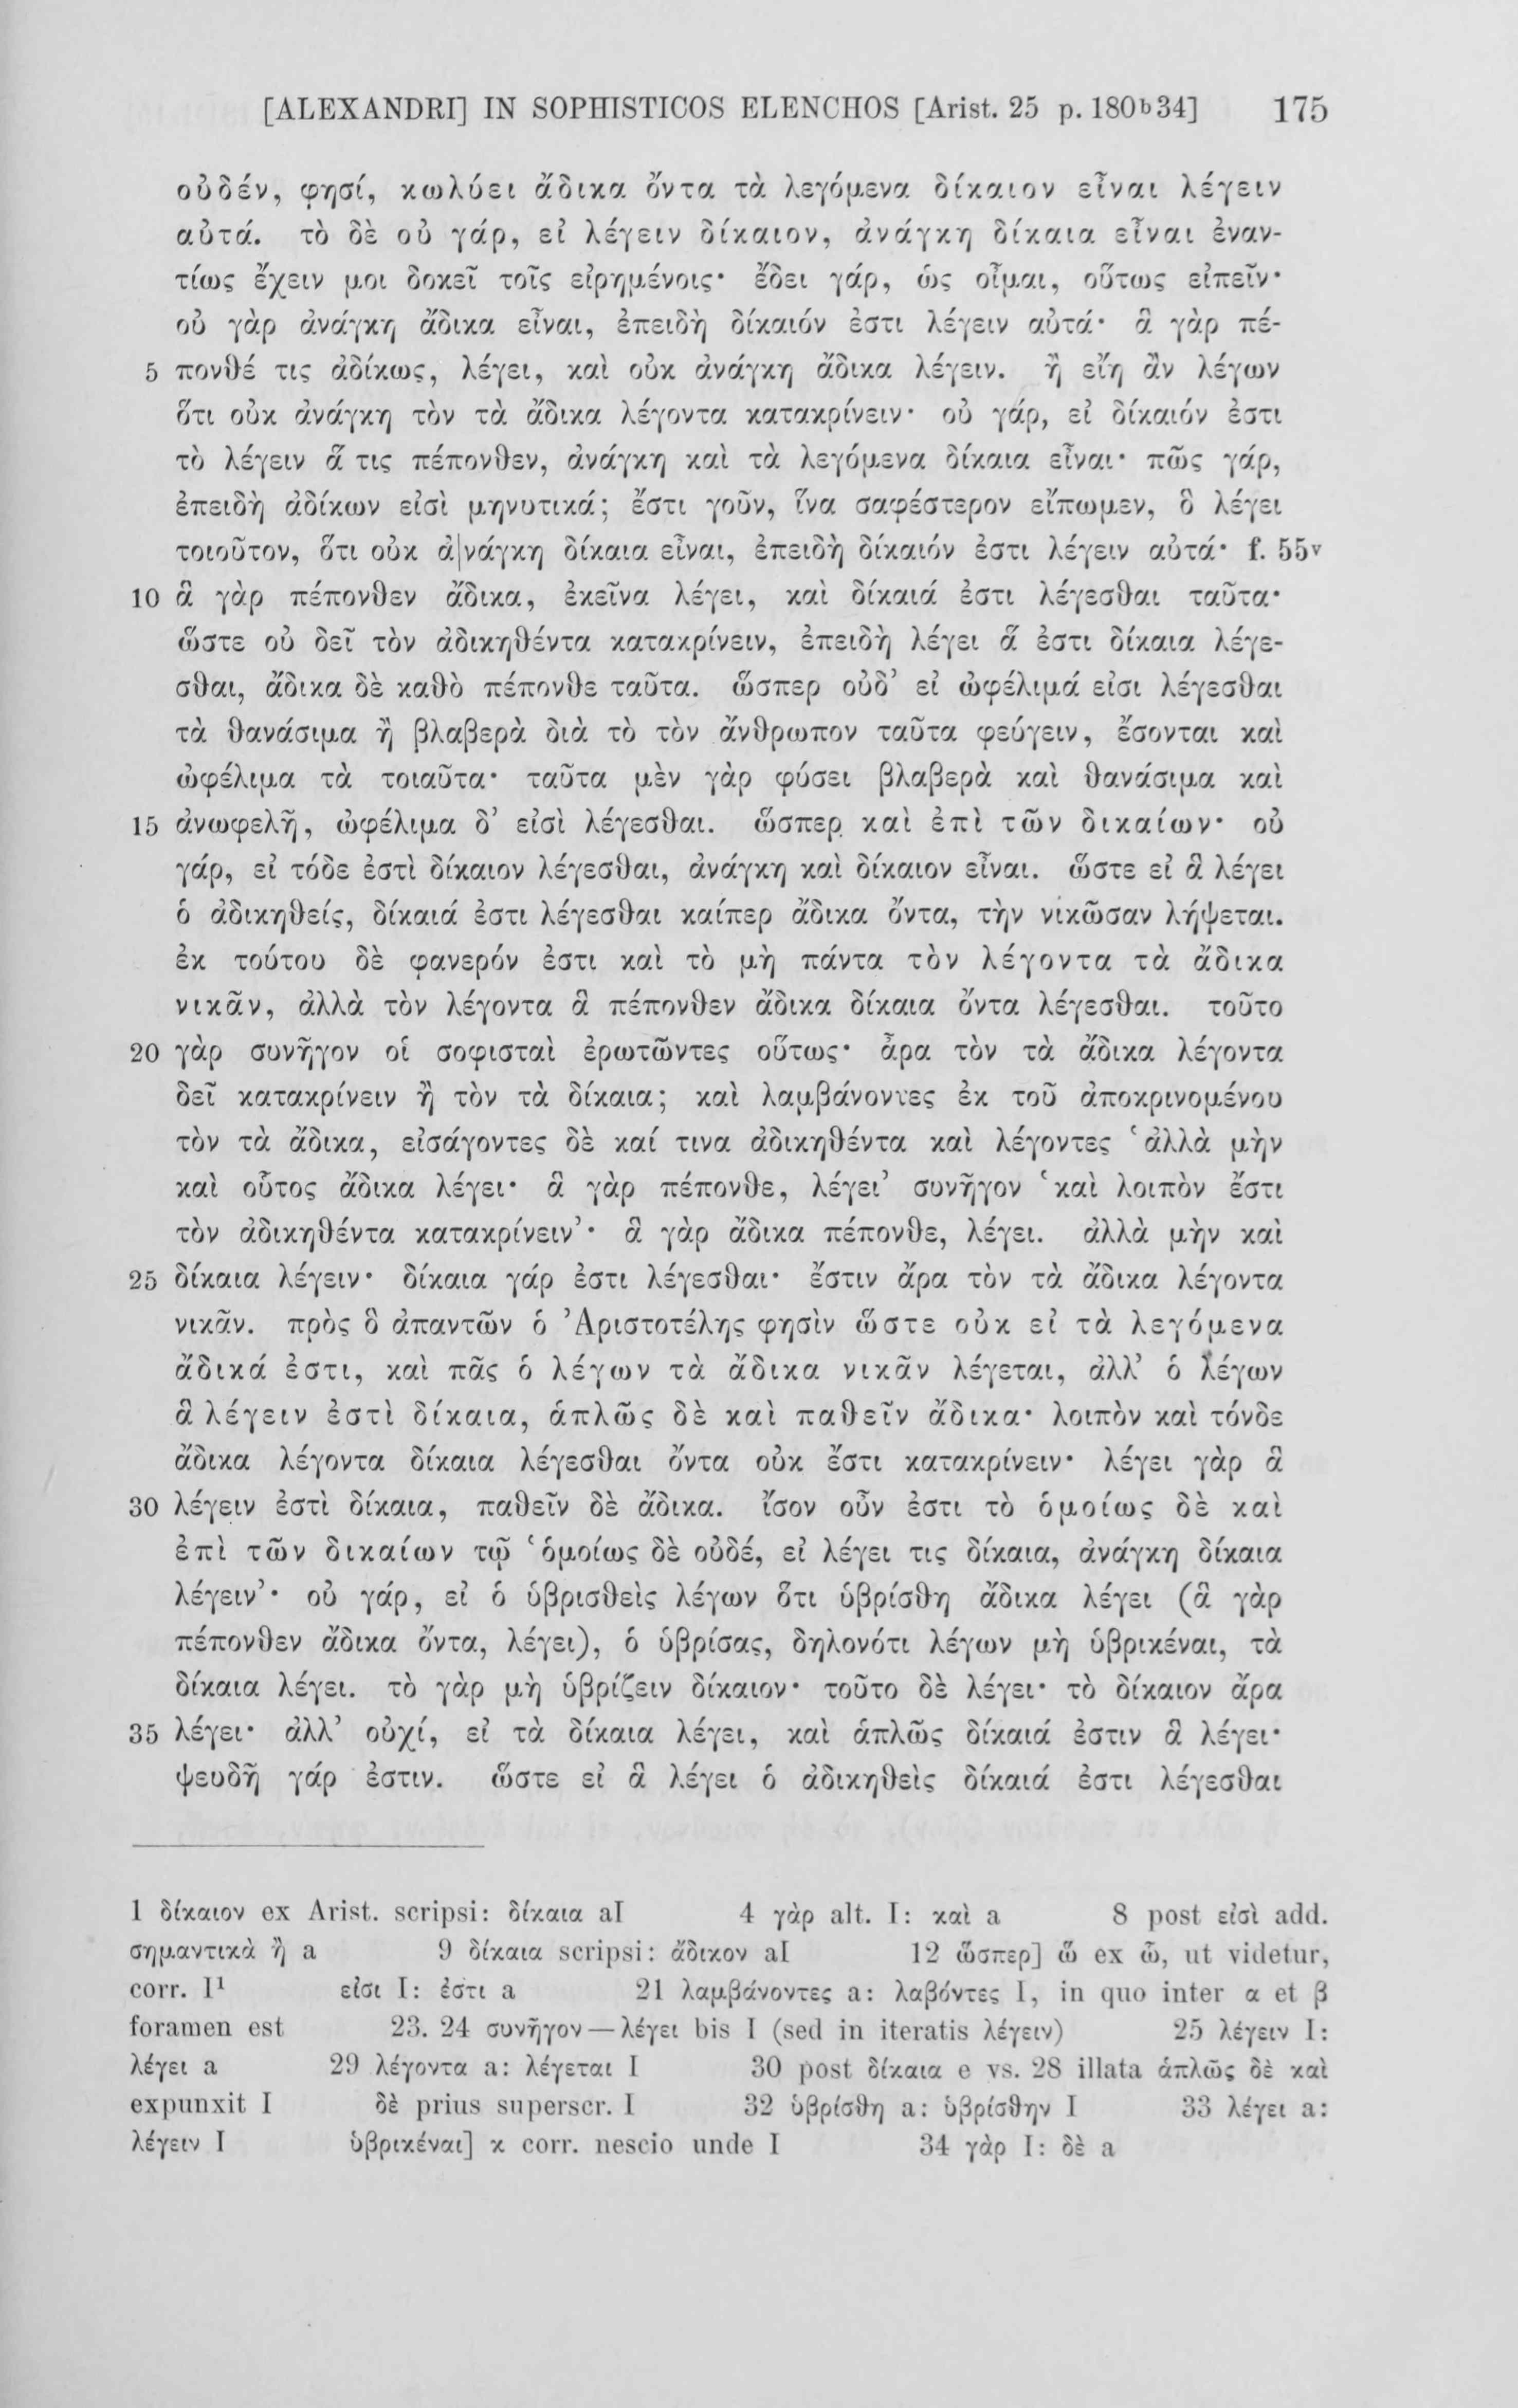 [ALEXANDRI] IN SOPHISTICOS ELENCHOS [Arist. 25 p. 180ᵇ34] 175
οὐδέν, φησί, κωλύει ἄδικα ὄντα τὰ λεγόμενα δίκαιον εἶναι λέγειν
αὐτά. τὸ δὲ οὐ γάρ, εἰ λέγειν δίκαιον, ἀνάγκη δίκαια εἶναι ἐναν-
τίως ἔχειν μοι δοκεῖ τοῖς εἰρημένοις· ἔδει γάρ, ὡς οἶμαι, οὕτως εἰπεῖν·
οὐ γὰρ ἀνάγκη ἄδικα εἶναι, ἐπειδὴ δίκαιόν ἐστι λέγειν αὐτά· ἃ γὰρ πέ-
5 πονθέ τις ἀδίκως, λέγει, καὶ οὐκ ἀνάγκη ἄδικα λέγειν. ἢ εἴη ἂν λέγων
ὅτι οὐκ ἀνάγκη τὸν τὰ ἄδικα λέγοντα κατακρίνειν· οὐ γάρ, εἰ δίκαιόν ἐστι
τὸ λέγειν ἅ τις πέπονθεν, ἀνάγκη καὶ τὰ λεγόμενα δίκαια εἶναι· πῶς γάρ,
ἐπειδὴ ἀδίκων εἰσὶ μηνυτικά; ἔστι γοῦν, ἵνα σαφέστερον εἴπωμεν, ὃ λέγει
τοιοῦτον, ὅτι οὐκ ἀ|νάγκη δίκαια εἶναι, ἐπειδὴ δίκαιόν ἐστι λέγειν αὐτά· f. 55ᵛ
10 ἃ γὰρ πέπονθεν ἄδικα, ἐκεῖνα λέγει, καὶ δίκαιά ἐστι λέγεσθαι ταῦτα·
ὥστε οὐ δεῖ τὸν ἀδικηθέντα κατακρίνειν, ἐπειδὴ λέγει ἅ ἐστι δίκαια λέγε-
σθαι, ἄδικα δὲ καθὸ πέπονθε ταῦτα. ὥσπερ οὐδ’ εἰ ὠφέλιμά εἰσι λέγεσθαι
τὰ θανάσιμα ἢ βλαβερὰ διὰ τὸ τὸν ἄνθρωπον ταῦτα φεύγειν, ἔσονται καὶ
ὠφέλιμα τὰ τοιαῦτα· ταῦτα μὲν γὰρ φύσει βλαβερὰ καὶ θανάσιμα καὶ
15 ἀνωφελῆ, ὠφέλιμα δ’ εἰσὶ λέγεσθαι. ὥσπερ καὶ ἐπὶ τῶν δικαίων· οὐ
γάρ, εἰ τόδε ἐστὶ δίκαιον λέγεσθαι, ἀνάγκη καὶ δίκαιον εἶναι. ὥστε εἰ ἃ λέγει
ὁ ἀδικηθείς, δίκαιά ἐστι λέγεσθαι καίπερ ἄδικα ὄντα, τὴν νικῶσαν λήψεται.
ἐκ τούτου δὲ φανερόν ἐστι καὶ τὸ μὴ πάντα τὸν λέγοντα τὰ ἄδικα
νικᾶν, ἀλλὰ τὸν λέγοντα ἃ πέπονθεν ἄδικα δίκαια ὄντα λέγεσθαι. τοῦτο
20 γὰρ συνῆγον οἱ σοφισταὶ ἐρωτῶντες οὕτως· ἆρα τὸν τὰ ἄδικα λέγοντα
δεῖ κατακρίνειν ἢ τὸν τὰ δίκαια; καὶ λαμβάνοντες ἐκ τοῦ ἀποκρινομένου
τὸν τὰ ἄδικα, εἰσάγοντες δὲ καί τινα ἀδικηθέντα καὶ λέγοντες ‘ἀλλὰ μὴν
καὶ οὗτος ἄδικα λέγει· ἃ γὰρ πέπονθε, λέγει’ συνῆγον ‘καὶ λοιπὸν ἔστι
τὸν ἀδικηθέντα κατακρίνειν’· ἃ γὰρ ἄδικα πέπονθε, λέγει. ἀλλὰ μὴν καὶ
25 δίκαια λέγειν· δίκαια γάρ ἐστι λέγεσθαι· ἔστιν ἄρα τὸν τὰ ἄδικα λέγοντα
νικᾶν. πρὸς ὃ ἀπαντῶν ὁ Ἀριστοτέλης φησὶν ὥστε οὐκ εἰ τὰ λεγόμενα
ἄδικά ἐστι, καὶ πᾶς ὁ λέγων τὰ ἄδικα νικᾶν λέγεται, ἀλλ’ ὁ λέγων
ἃ λέγειν ἐστὶ δίκαια, ἁπλῶς δὲ καὶ παθεῖν ἄδικα· λοιπὸν καὶ τόνδε
ἄδικα λέγοντα δίκαια λέγεσθαι ὄντα οὐκ ἔστι κατακρίνειν· λέγει γὰρ ἃ
30 λέγειν ἐστὶ δίκαια, παθεῖν δὲ ἄδικα. ἴσον οὖν ἐστι τὸ ὁμοίως δὲ καὶ
ἐπὶ τῶν δικαίων τῷ ‘ὁμοίως δὲ οὐδέ, εἰ λέγει τις δίκαια, ἀνάγκη δίκαια
λέγειν’· οὐ γάρ, εἰ ὁ ὑβρισθεὶς λέγων ὅτι ὑβρίσθη ἄδικα λέγει (ἃ γὰρ
πέπονθεν ἄδικα ὄντα, λέγει), ὁ ὑβρίσας, δηλονότι λέγων μὴ ὑβρικέναι, τὰ
δίκαια λέγει. τὸ γὰρ μὴ ὑβρίζειν δίκαιον· τοῦτο δὲ λέγει· τὸ δίκαιον ἄρα
35 λέγει· ἀλλ’ οὐχί, εἰ τὰ δίκαια λέγει, καὶ ἁπλῶς δίκαιά ἐστιν ἃ λέγει·
ψευδῆ γάρ ἐστιν. ὥστε εἰ ἃ λέγει ὁ ἀδικηθεὶς δίκαιά ἐστι λέγεσθαι
1 δίκαιον ex Arist. scripsi: δίκαια aI 4 γὰρ alt. I: καὶ a 8 post εἰσὶ add.
σημαντικὰ ἢ a 9 δίκαια scripsi: ἄδικον aI 12 ὥσπερ] ὥ ex ὦ, ut videtur,
corr. I¹ εἰσι I: ἐστι a 21 λαμβάνοντες a: λαβόντες I, in quo inter α et β
foramen est 23. 24 συνῆγον—λέγει bis I (sed in iteratis λέγειν) 25 λέγειν I:
λέγει a 29 λέγοντα a: λέγεται I 30 post δίκαια e vs. 28 illata ἁπλῶς δὲ καὶ
expunxit I δὲ prius superscr. I 32 ὑβρίσθη a: ὑβρίσθην I 33 λέγει a:
λέγειν I ὑβρικέναι] κ corr. nescio unde I 34 γὰρ I: δὲ a